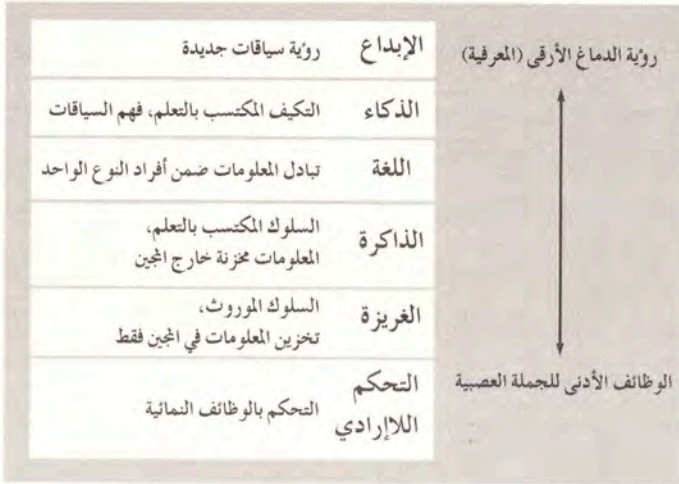 رؤية الدماغ الأرقى (المعرفية)
الإبداع رؤية سياقات جديدة
الذكاء التكيف المكتسب بالتعلم، فهم السياقات
اللغة تبادل المعلومات ضمن أفراد النوع الواحد
الذاكرة السلوك المكتسب بالتعلم،
المعلومات مخزنة خارج المجين
الغريزة السلوك الموروث،
تخزين المعلومات في المجين فقط
الوظائف الأدنى للجملة العصبية
التحكم
اللاإرادي التحكم بالوظائف النمائية